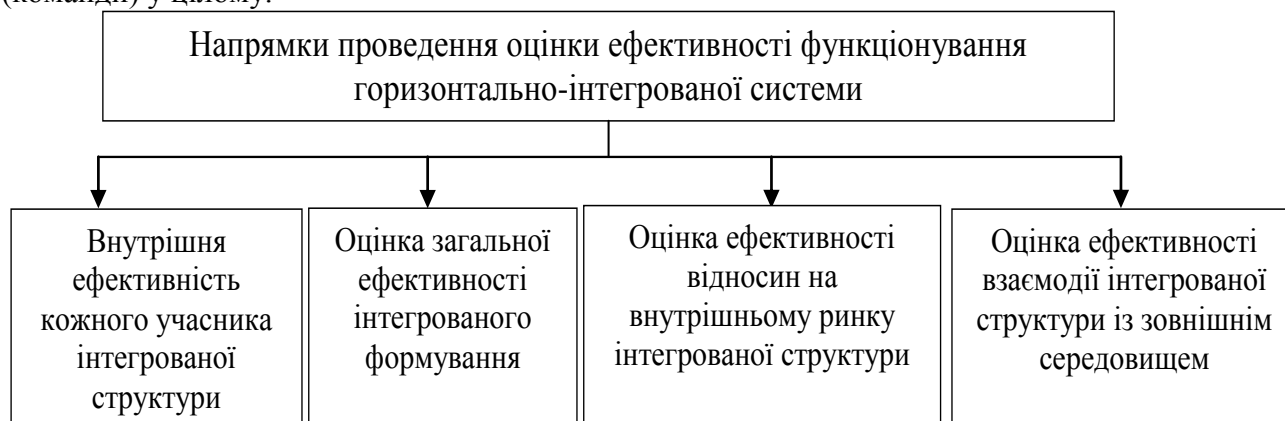 (команди) у цілому.
Напрямки проведення оцінки ефективності функціонування
горизонтально-інтегрованої системи
Внутрішня
ефективність
кожного учасника
інтегрованої
структури
Оцінка загальної
ефективності
інтегрованого
формування
Оцінка ефективності
відносин на
внутрішньому ринку
інтегрованої структури
Оцінка ефективності
взаємодії інтегрованої
структури із зовнішнім
середовищем